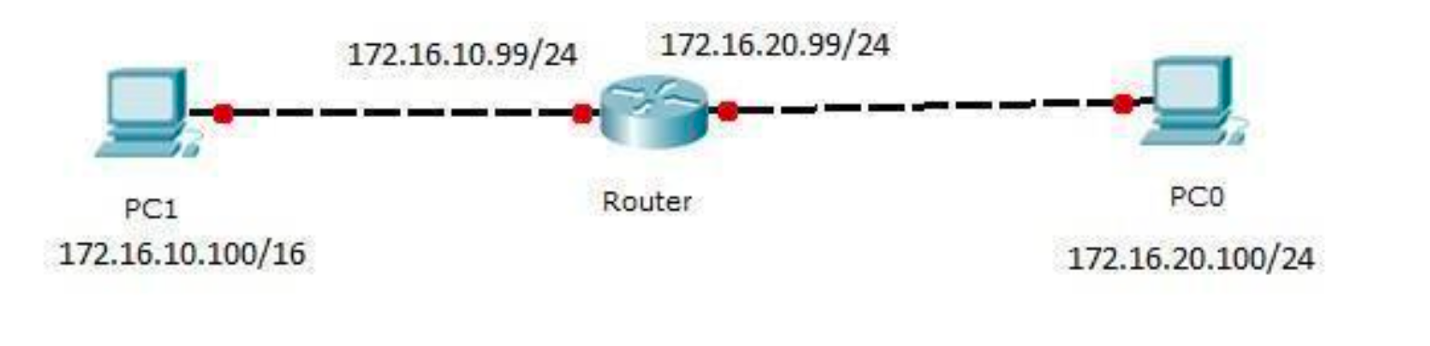 172.16.10.99/24
172.16.20.99/24
PC1
172.16.10.100/16
Router
PC0
172.16.20.100/24